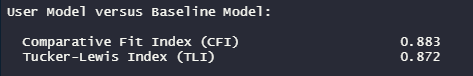 User Model versus Baseline Model:
Comparative Fit Index (CFI) 0.883
Tucker-Lewis Index (TLI) 0.872